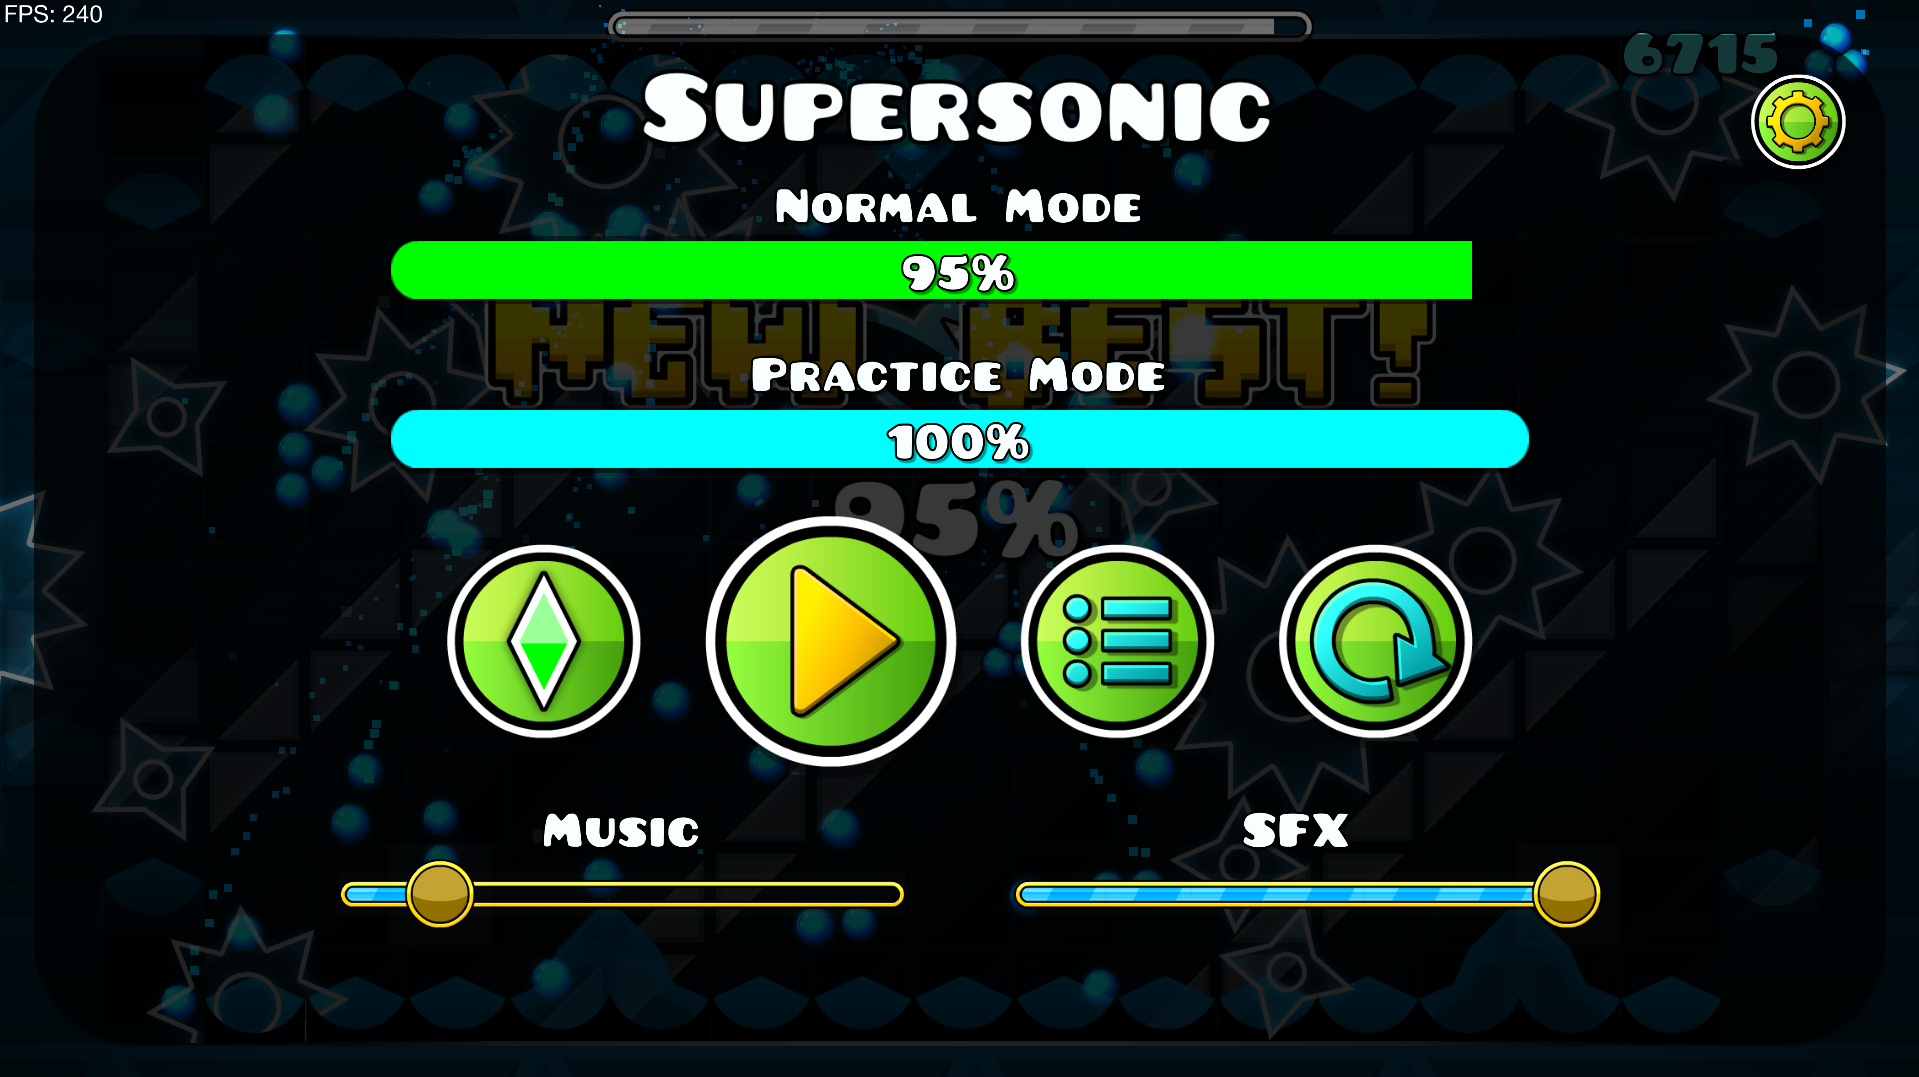 FPS: 240
6715
Supersonic
Normal Mode
95%
NEW BEST!
Practice Mode
100%
95%
Music
SFX